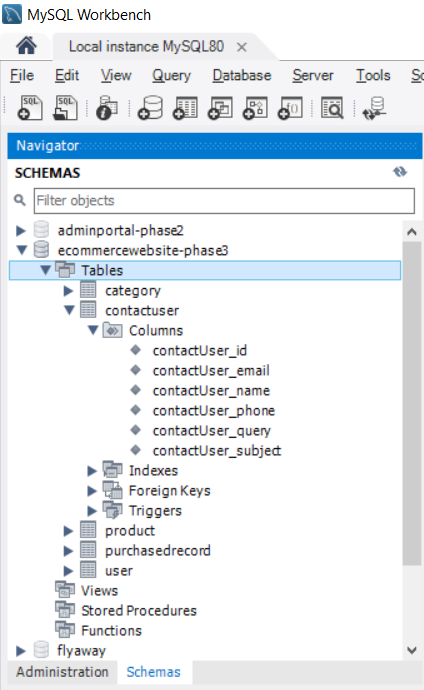 MySQL Workbench
Local instance MySQL80
File Edit View Query Database Server Tools Sc
SQL SQL
Navigator
SCHEMAS
Filter objects
adminportal-phase2
ecommercewebsite-phase3
Tables
category
contactuser
Columns
contactUser_id
contactUser_email
contactUser_name
contactUser_phone
contactUser_query
contactUser_subject
Indexes
Foreign Keys
Triggers
product
purchasedrecord
user
Views
Stored Procedures
Functions
flyaway
Administration Schemas